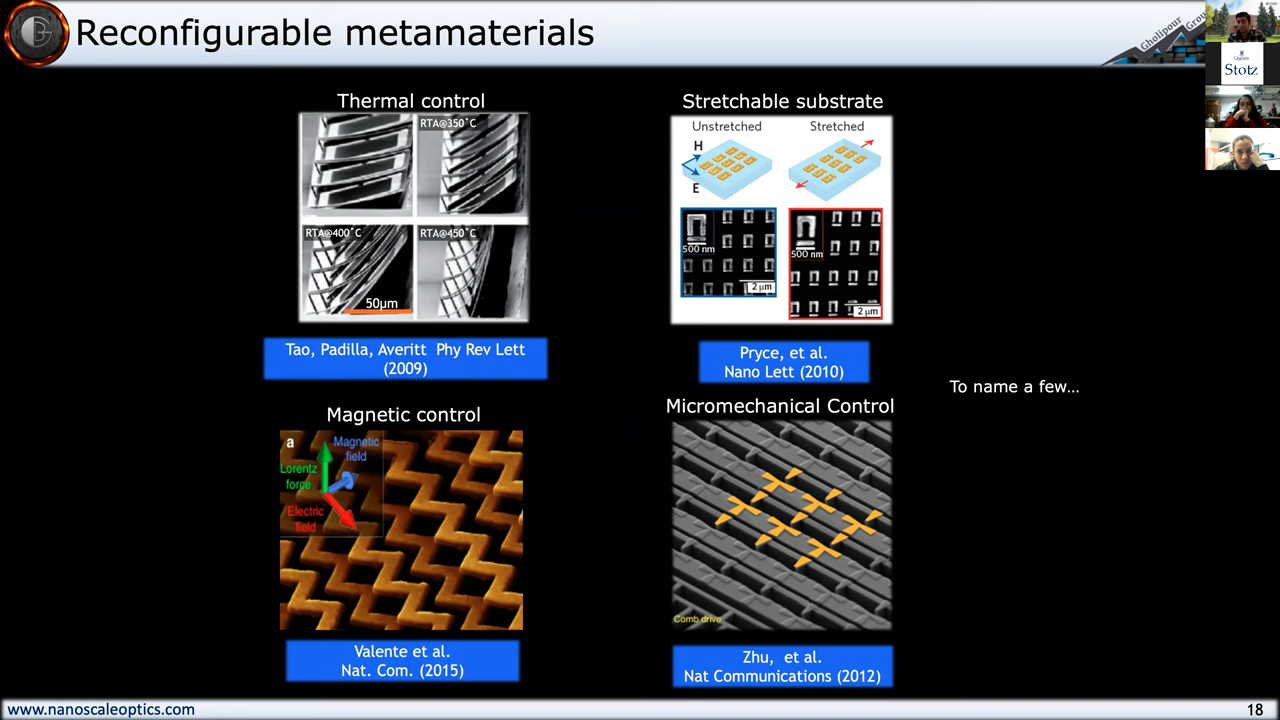 Reconfigurable metamaterials
Gholipour Grou
Queen's
Stotz
Thermal control
RTA@350°C
RTA@400°C
RTA@450°C
50µm
Tao, Padilla, Averitt Phy Rev Lett
(2009)
Stretchable substrate
Unstretched
Stretched
H
E
500 nm
2 µm
500 nm
2 µm
Pryce, et al.
Nano Lett (2010)
To name a few…
Magnetic control
a
Magnetic
field
Lorentz
force
Electric
field
Valente et al.
Nat. Com. (2015)
Micromechanical Control
Comb drive
Zhu, et al.
Nat Communications (2012)
www.nanoscaleoptics.com
18